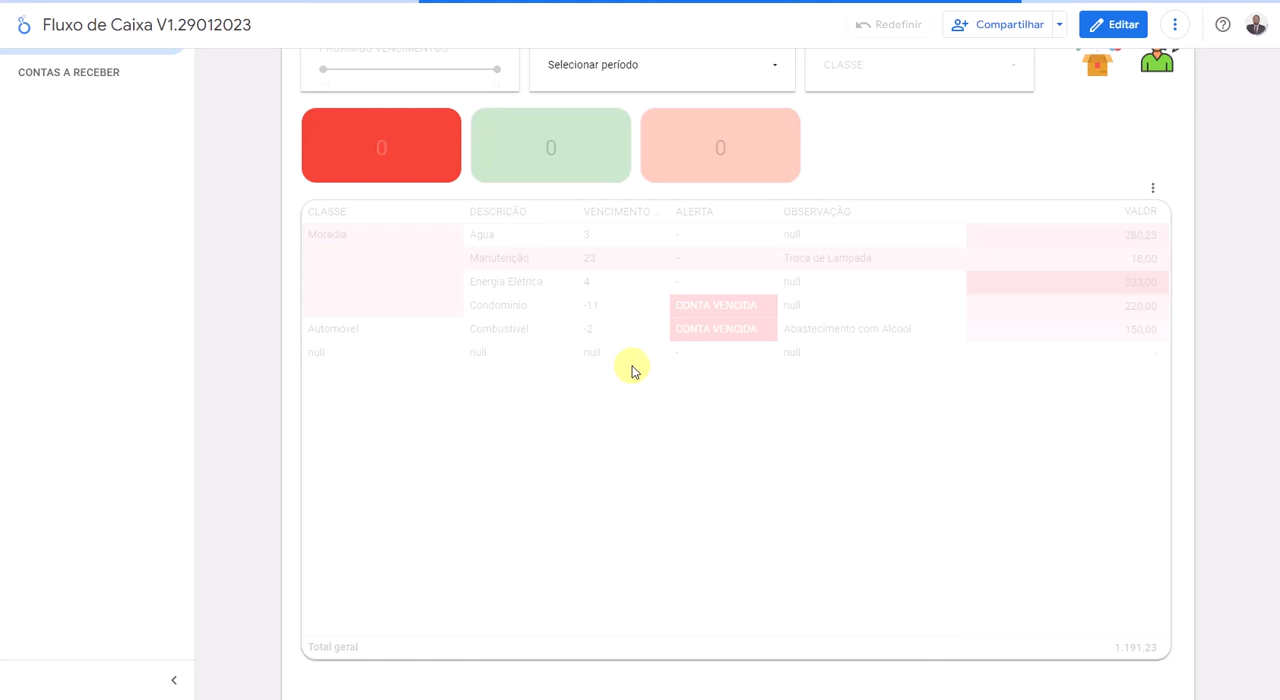 Fluxo de Caixa V1.29012023
Redefinir
Compartilhar
Editar
CONTAS A RECEBER
PRÓXIMOS VENCIMENTOS
Selecionar período
CLASSE
0
0
0
CLASSE DESCRIÇÃO VENCIMENTO ... ALERTA OBSERVAÇÃO VALOR
Moradia Água 3 - null 280,23
Manutenção 23 - Troca de Lampada 18,00
Energia Elétrica 4 - null 523,00
Condomínio -11 CONTA VENCIDA null 220,00
Automóvel Combustível -2 CONTA VENCIDA Abastecimento com Alcool 150,00
null null null - null -
Total geral 1.191,23